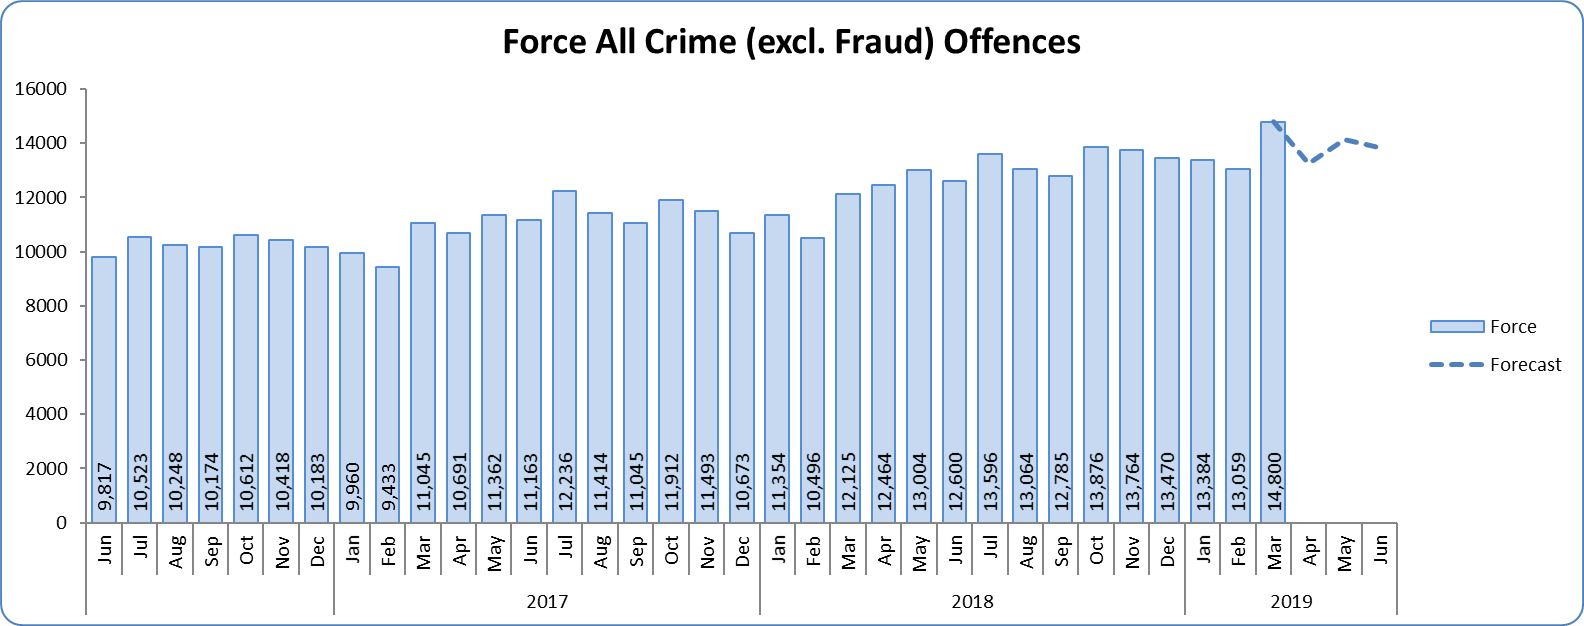 Force All Crime (excl. Fraud) Offences
16000
14000
12000
10000
8000
6000
4000
2000
0
9,817 10,523 10,248 10,174 10,612 10,418 10,183 9,960 9,433 11,045 10,691 11,362 11,163 12,236 11,414 11,045 11,912 11,493 10,673 11,354 10,496 12,125 12,464 13,004 12,600 13,596 13,064 12,785 13,876 13,764 13,470 13,384 13,059 14,800
Jun Jul Aug Sep Oct Nov Dec Jan Feb Mar Apr May Jun Jul Aug Sep Oct Nov Dec Jan Feb Mar Apr May Jun Jul Aug Sep Oct Nov Dec Jan Feb Mar Apr May Jun
2017 2018 2019
Force
Forecast